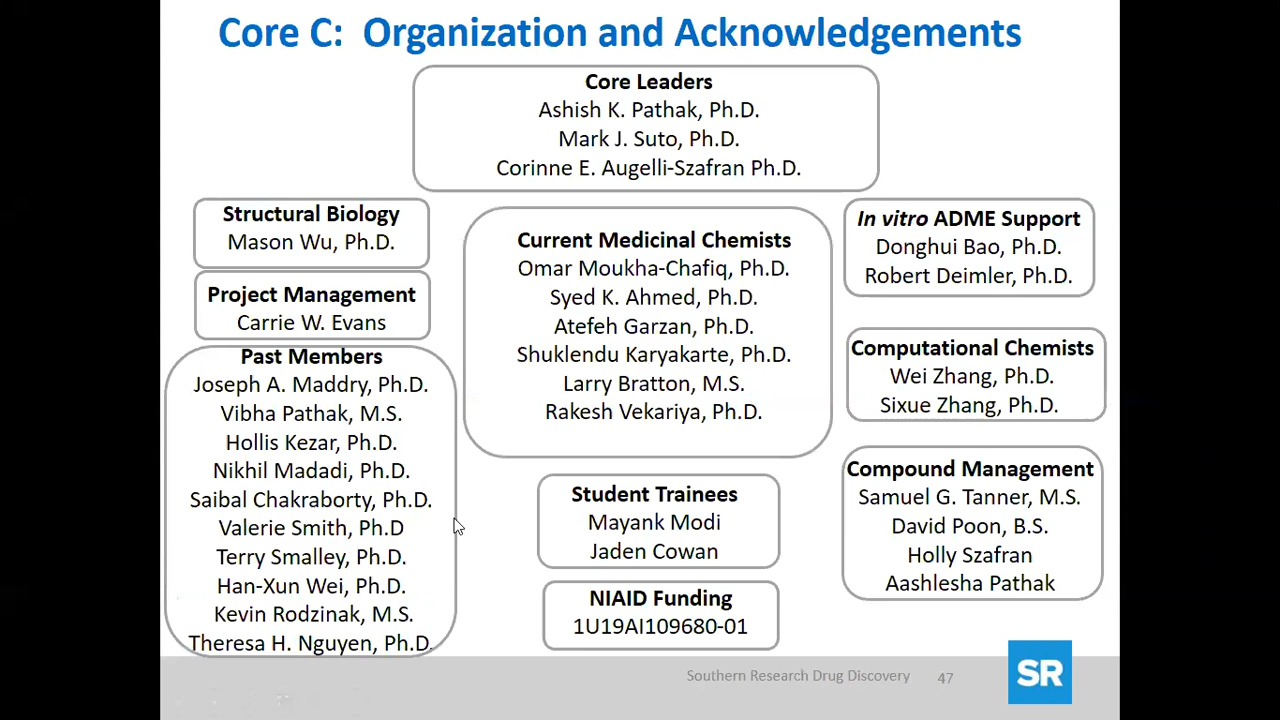 Core C: Organization and Acknowledgements
Core Leaders
Ashish K. Pathak, Ph.D.
Mark J. Suto, Ph.D.
Corinne E. Augelli-Szafran Ph.D.
Structural Biology
Mason Wu, Ph.D.
Project Management
Carrie W. Evans
Past Members
Joseph A. Maddry, Ph.D.
Vibha Pathak, M.S.
Hollis Kezar, Ph.D.
Nikhil Madadi, Ph.D.
Saibal Chakraborty, Ph.D.
Valerie Smith, Ph.D
Terry Smalley, Ph.D.
Han-Xun Wei, Ph.D.
Kevin Rodzinak, M.S.
Theresa H. Nguyen, Ph.D.
Current Medicinal Chemists
Omar Moukha-Chafiq, Ph.D.
Syed K. Ahmed, Ph.D.
Atefeh Garzan, Ph.D.
Shuklendu Karyakarte, Ph.D.
Larry Bratton, M.S.
Rakesh Vekariya, Ph.D.
Student Trainees
Mayank Modi
Jaden Cowan
NIAID Funding
1U19AI109680-01
In vitro ADME Support
Donghui Bao, Ph.D.
Robert Deimler, Ph.D.
Computational Chemists
Wei Zhang, Ph.D.
Sixue Zhang, Ph.D.
Compound Management
Samuel G. Tanner, M.S.
David Poon, B.S.
Holly Szafran
Aashlesha Pathak
Southern Research Drug Discovery 47
SR